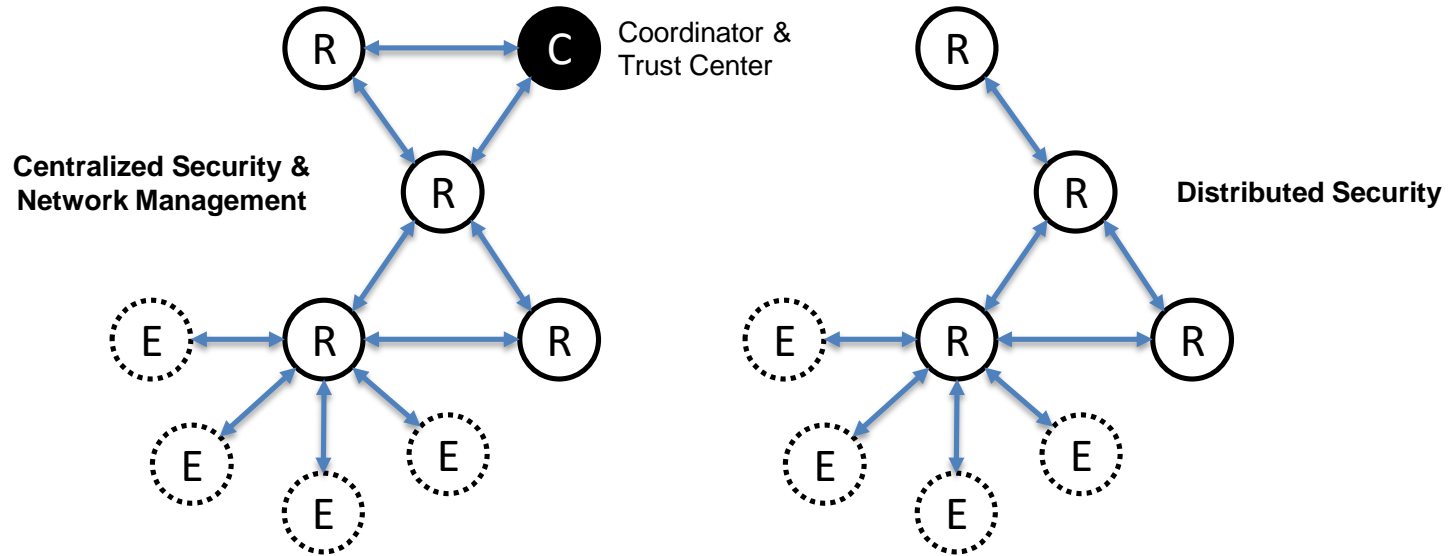 R
C
Coordinator &
Trust Center
R
Centralized Security &
Network Management
R
R
Distributed Security
E
R
R
E
R
R
E
E
E
E
E
E